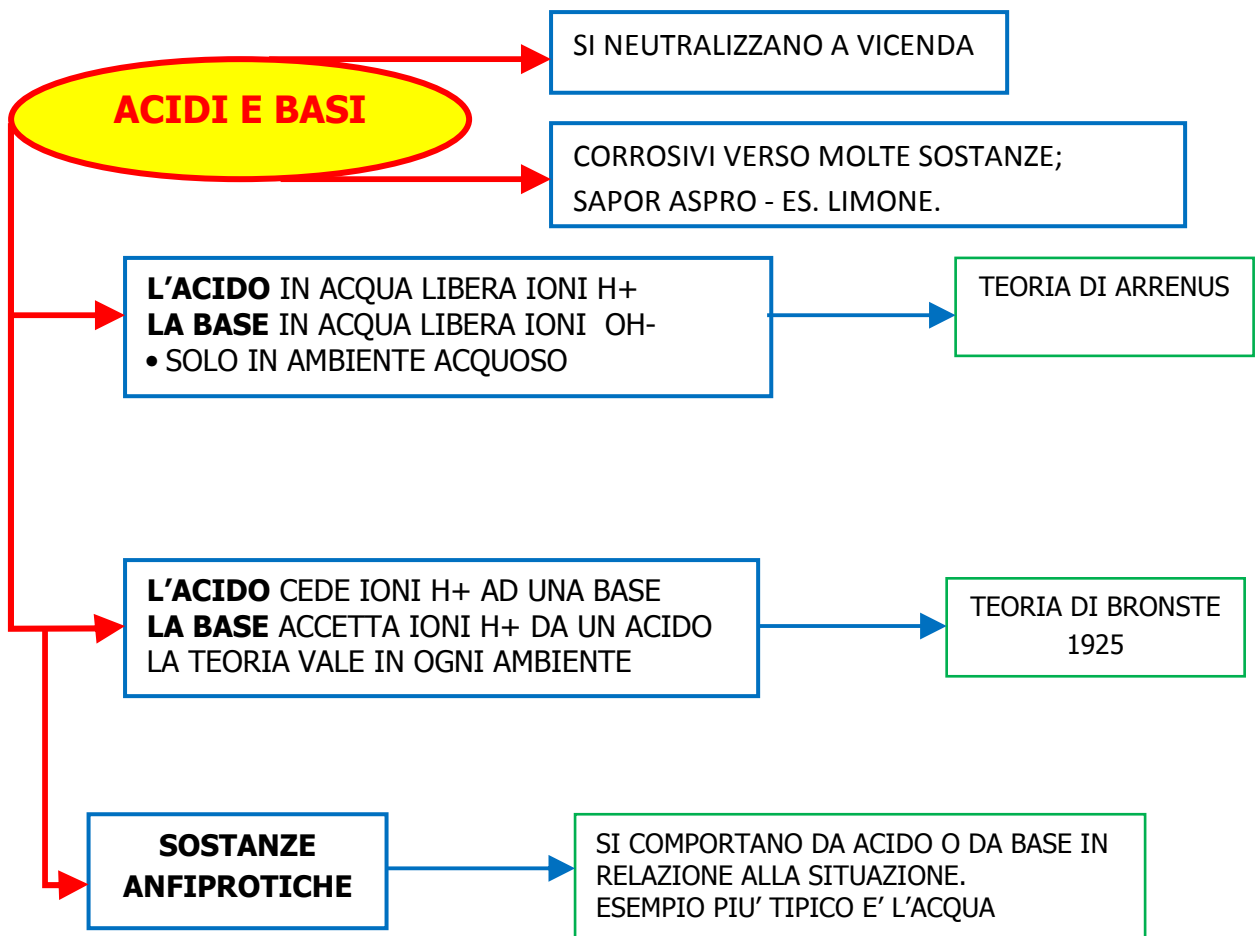 SI NEUTRALIZZANO A VICENDA
ACIDI E BASI
CORROSIVI VERSO MOLTE SOSTANZE;
SAPOR ASPRO - ES. LIMONE.
L’ACIDO IN ACQUA LIBERA IONI H+
LA BASE IN ACQUA LIBERA IONI OH-
• SOLO IN AMBIENTE ACQUOSO
TEORIA DI ARRENUS
L’ACIDO CEDE IONI H+ AD UNA BASE
LA BASE ACCETTA IONI H+ DA UN ACIDO
LA TEORIA VALE IN OGNI AMBIENTE
TEORIA DI BRONSTE
1925
SOSTANZE
ANFIPROTICHE
SI COMPORTANO DA ACIDO O DA BASE IN
RELAZIONE ALLA SITUAZIONE.
ESEMPIO PIU’ TIPICO E’ L’ACQUA